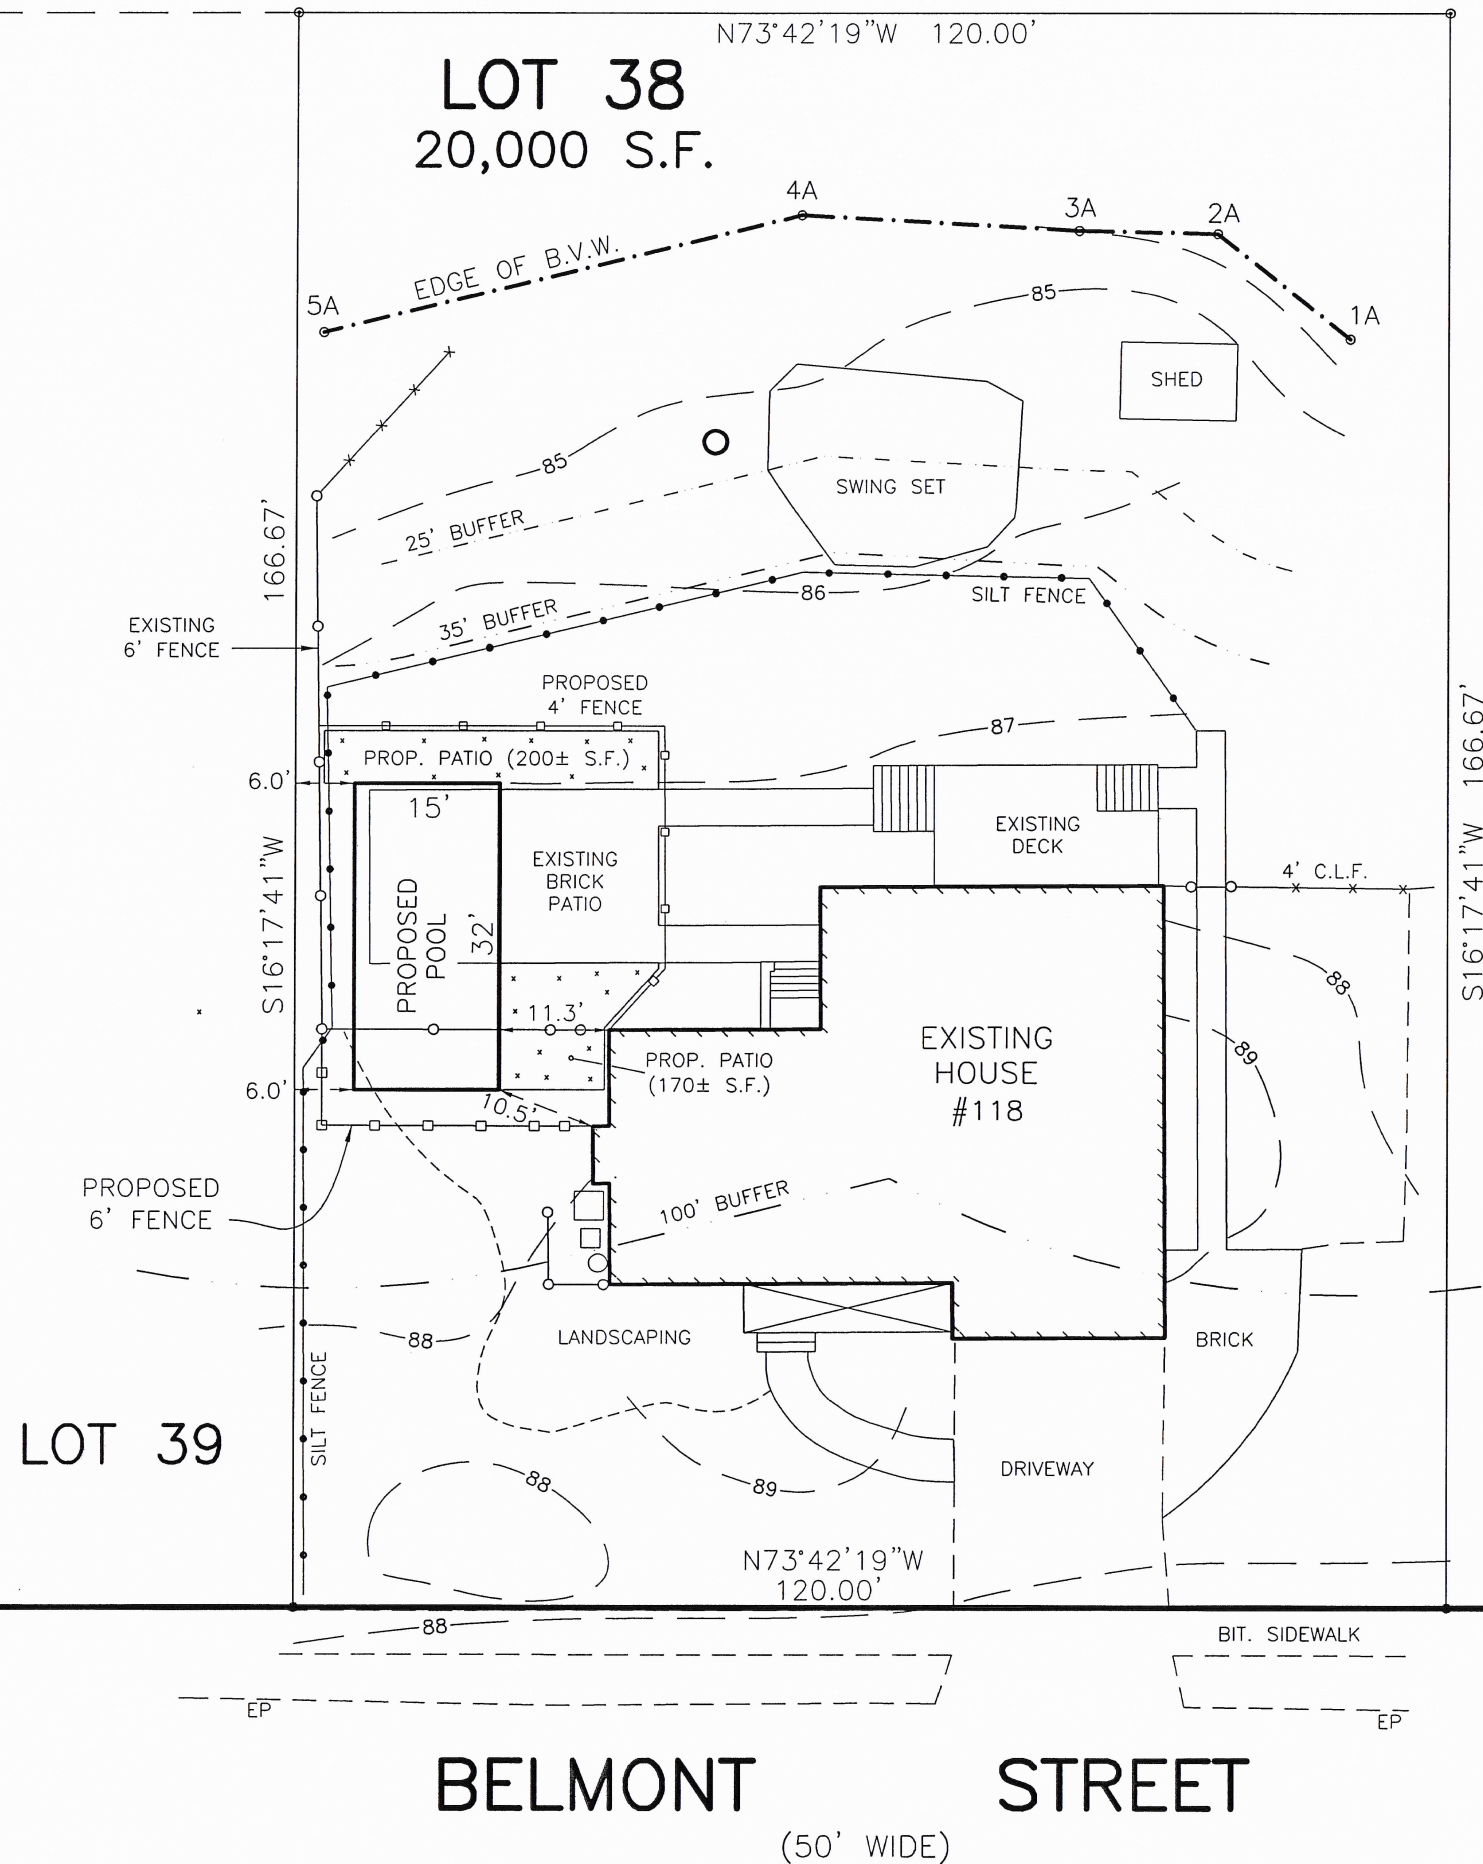 N73°42'19"W 120.00'
LOT 38
20,000 S.F.
4A
3A
2A
EDGE OF B.V.W.
5A
1A
85
SHED
85
SWING SET
25' BUFFER
166.67'
86
SILT FENCE
35' BUFFER
EXISTING
6' FENCE
PROPOSED
4' FENCE
87
S16°17'41"W 166.67'
PROP. PATIO (200± S.F.)
6.0'
15'
EXISTING
DECK
EXISTING
BRICK
PATIO
4' C.L.F.
S16°17'41"W
PROPOSED
POOL
32'
88
11.3'
EXISTING
HOUSE
#118
89
PROP. PATIO
(170± S.F.)
6.0'
10.5'
PROPOSED
6' FENCE
100' BUFFER
88
LANDSCAPING
BRICK
SILT FENCE
LOT 39
88
89
DRIVEWAY
N73°42'19"W
120.00'
88
BIT. SIDEWALK
EP
EP
BELMONT STREET
(50' WIDE)